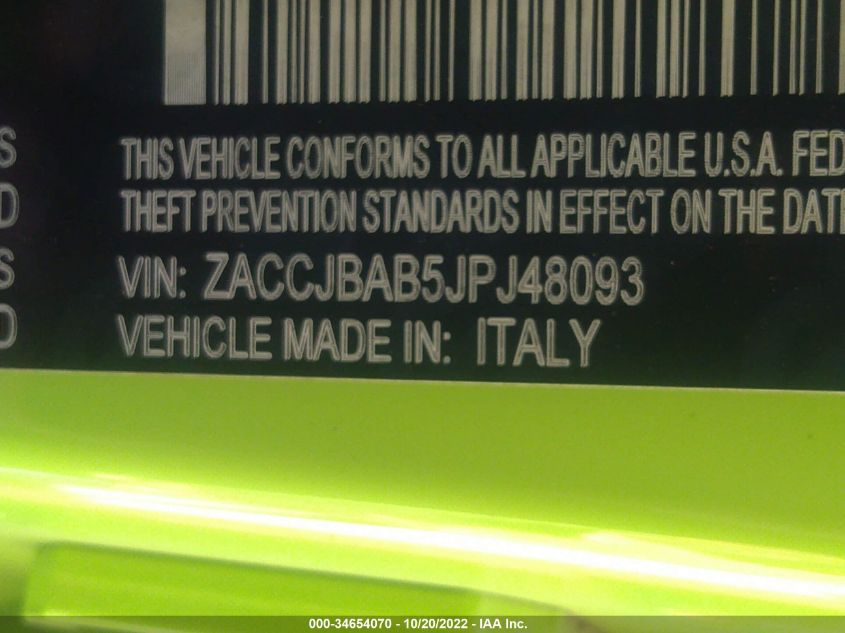 S
D
S
D
THIS VEHICLE CONFORMS TO ALL APPLICABLE U.S.A. FED
THEFT PREVENTION STANDARDS IN EFFECT ON THE DAT
VIN: ZACCJBAB5JPJ48093
VEHICLE MADE IN: ITALY
000-34654070 - 10/20/2022 - IAA Inc.